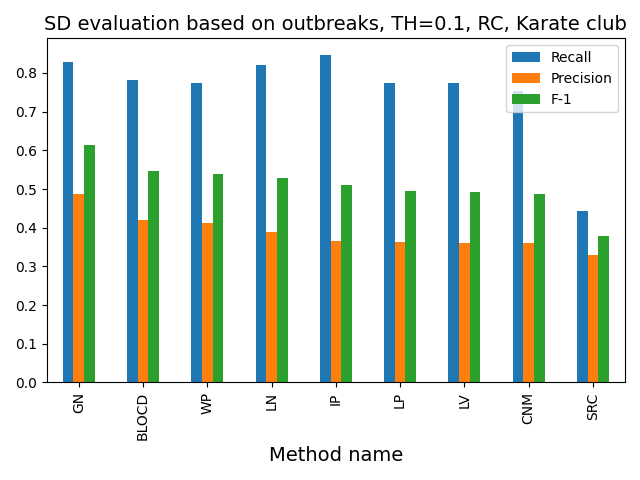 SD evaluation based on outbreaks, TH=0.1, RC, Karate club
Recall
Precision
F-1
0.8
0.7
0.6
0.5
0.4
0.3
0.2
0.1
0.0
GN
BLOCD
WP
LN
IP
LP
LV
CNM
SRC
Method name